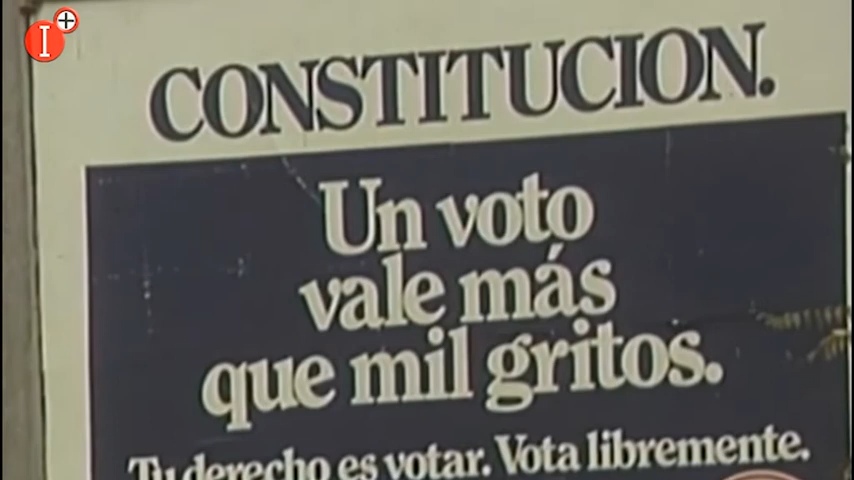 I
CONSTITUCION.
Un voto
vale más
que mil gritos.
Tu derecho es votar. Vota libremente.